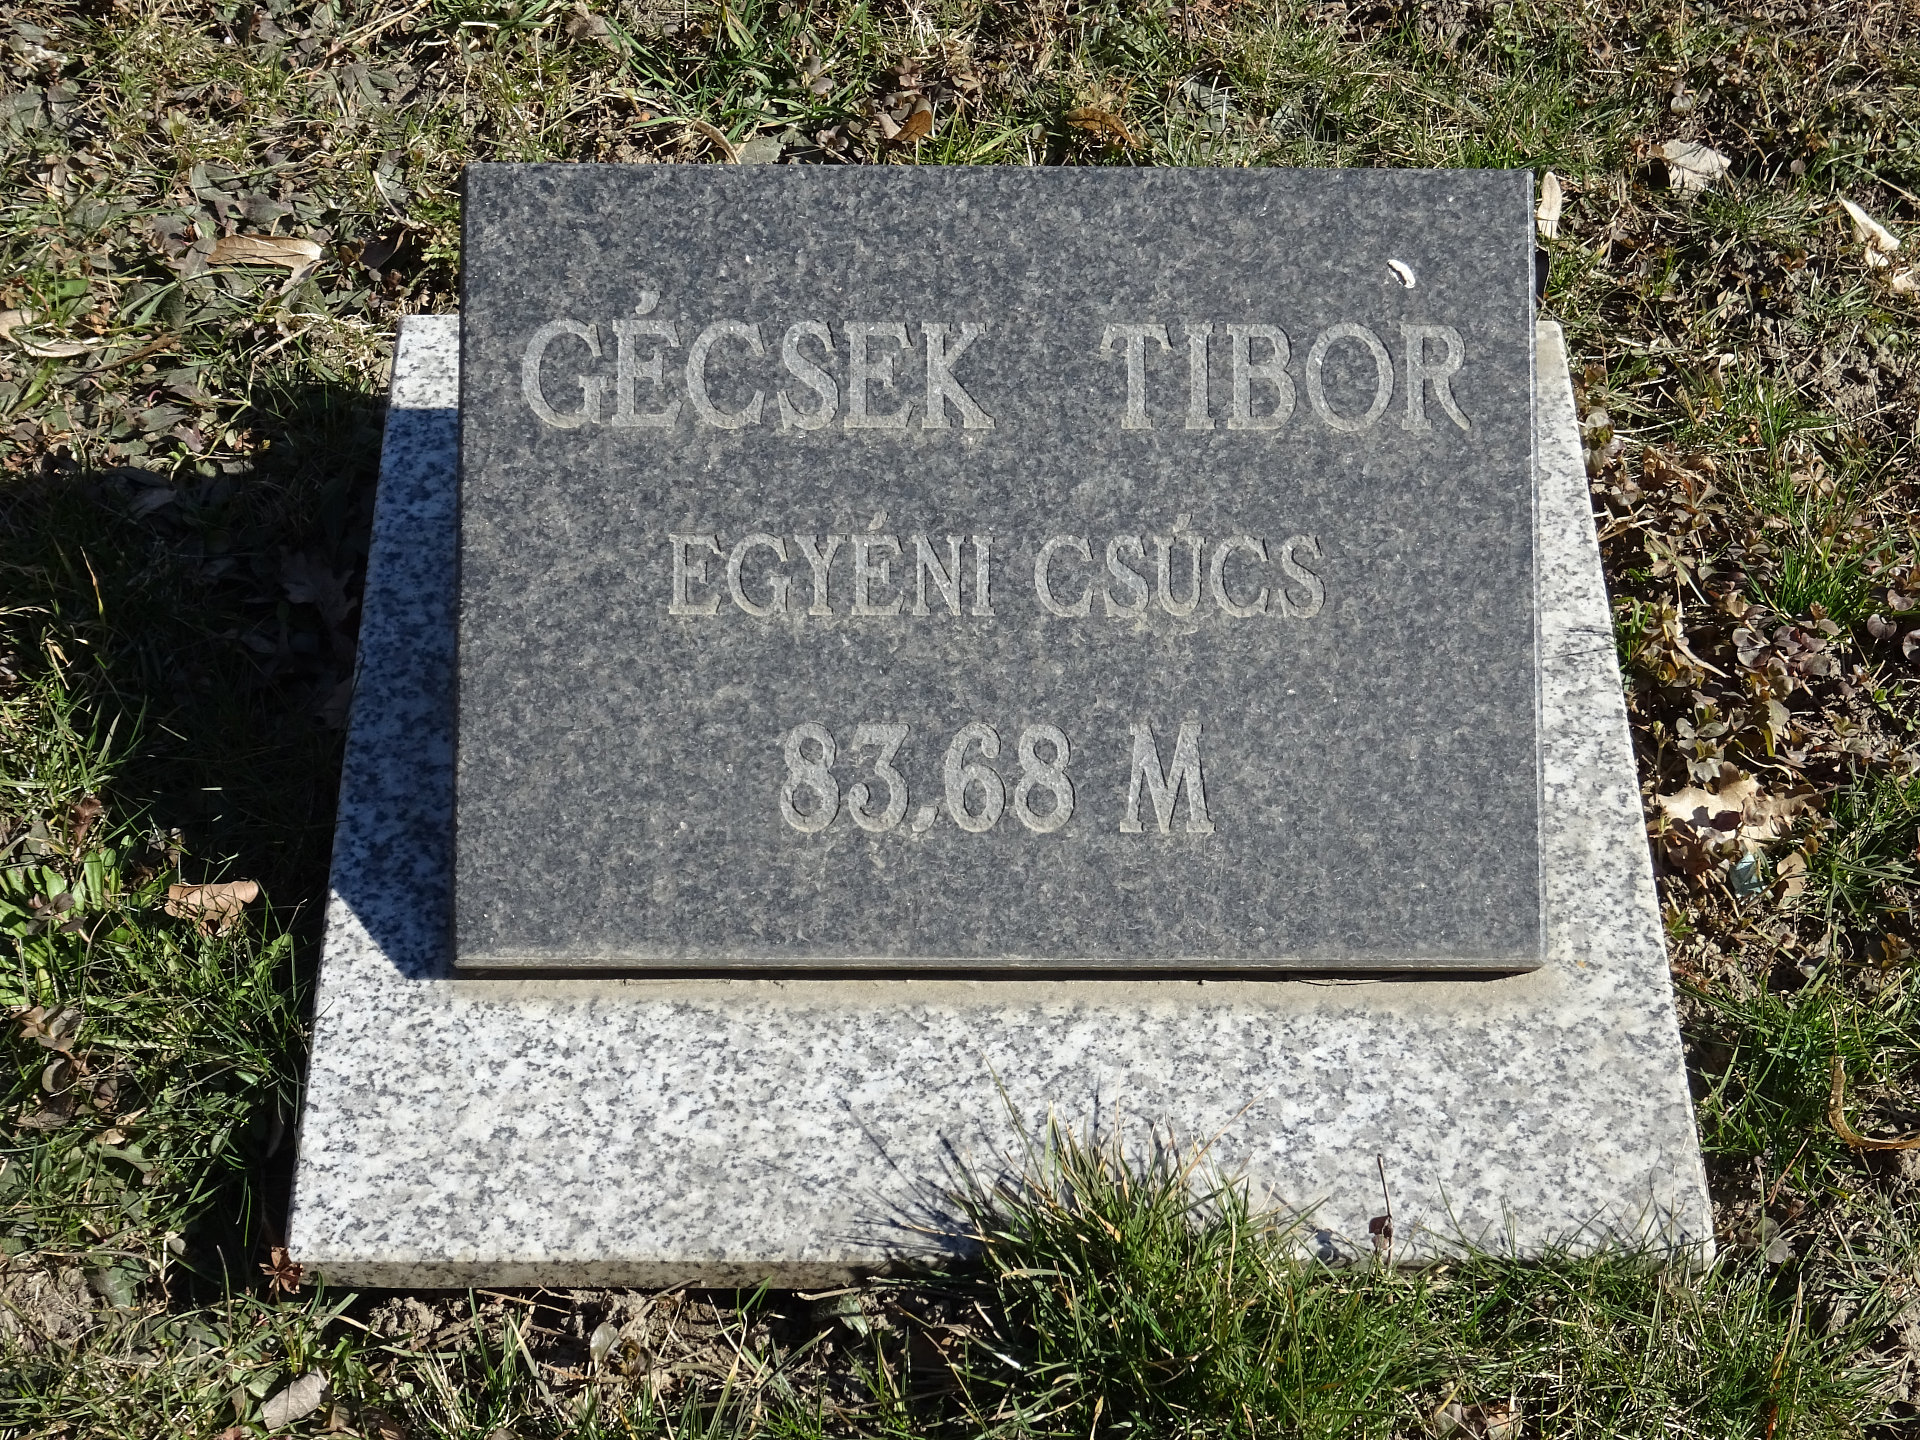 GÉCSEK TIBOR
EGYÉNI CSÚCS
83,68 M